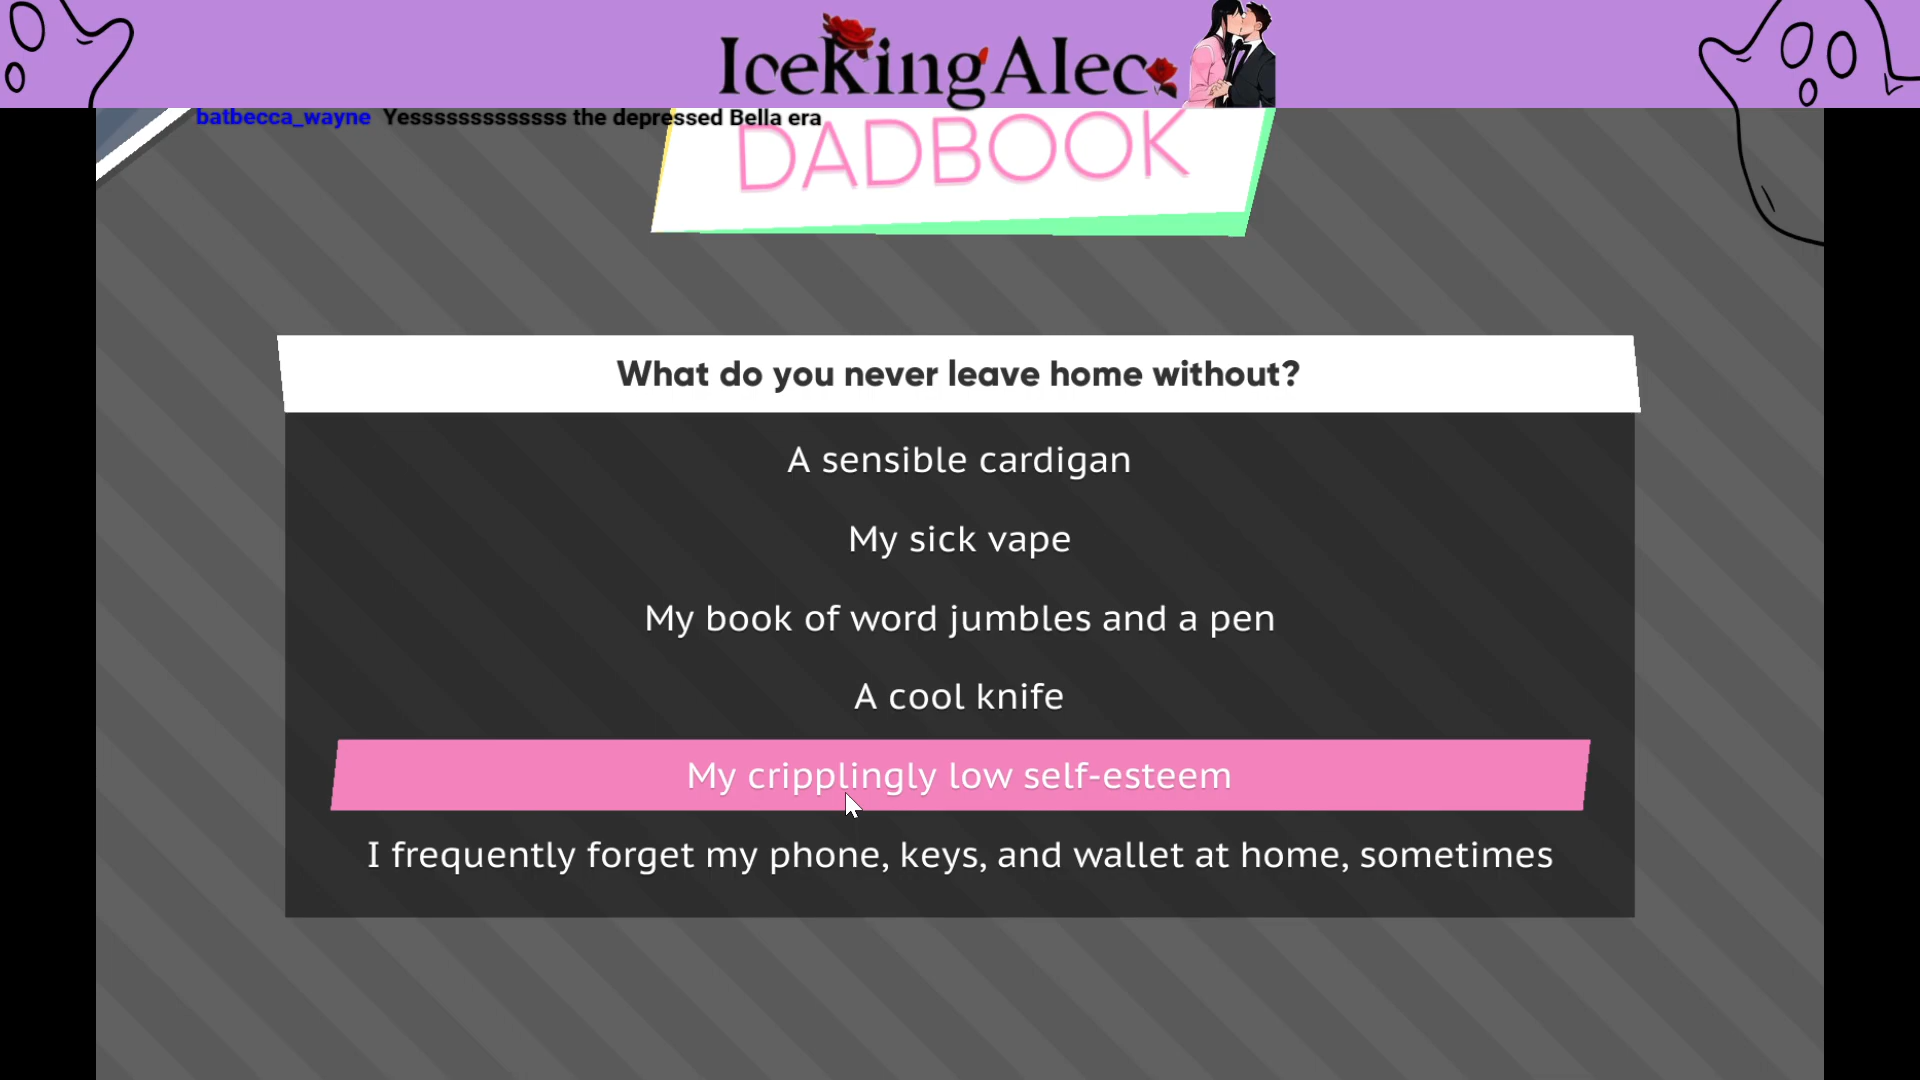 IceKingAlec
batbecca_wayne Yesssssssssssss the depressed Bella era
DADBOOK
What do you never leave home without?
A sensible cardigan
My sick vape
My book of word jumbles and a pen
A cool knife
My cripplingly low self-esteem
I frequently forget my phone, keys, and wallet at home, sometimes